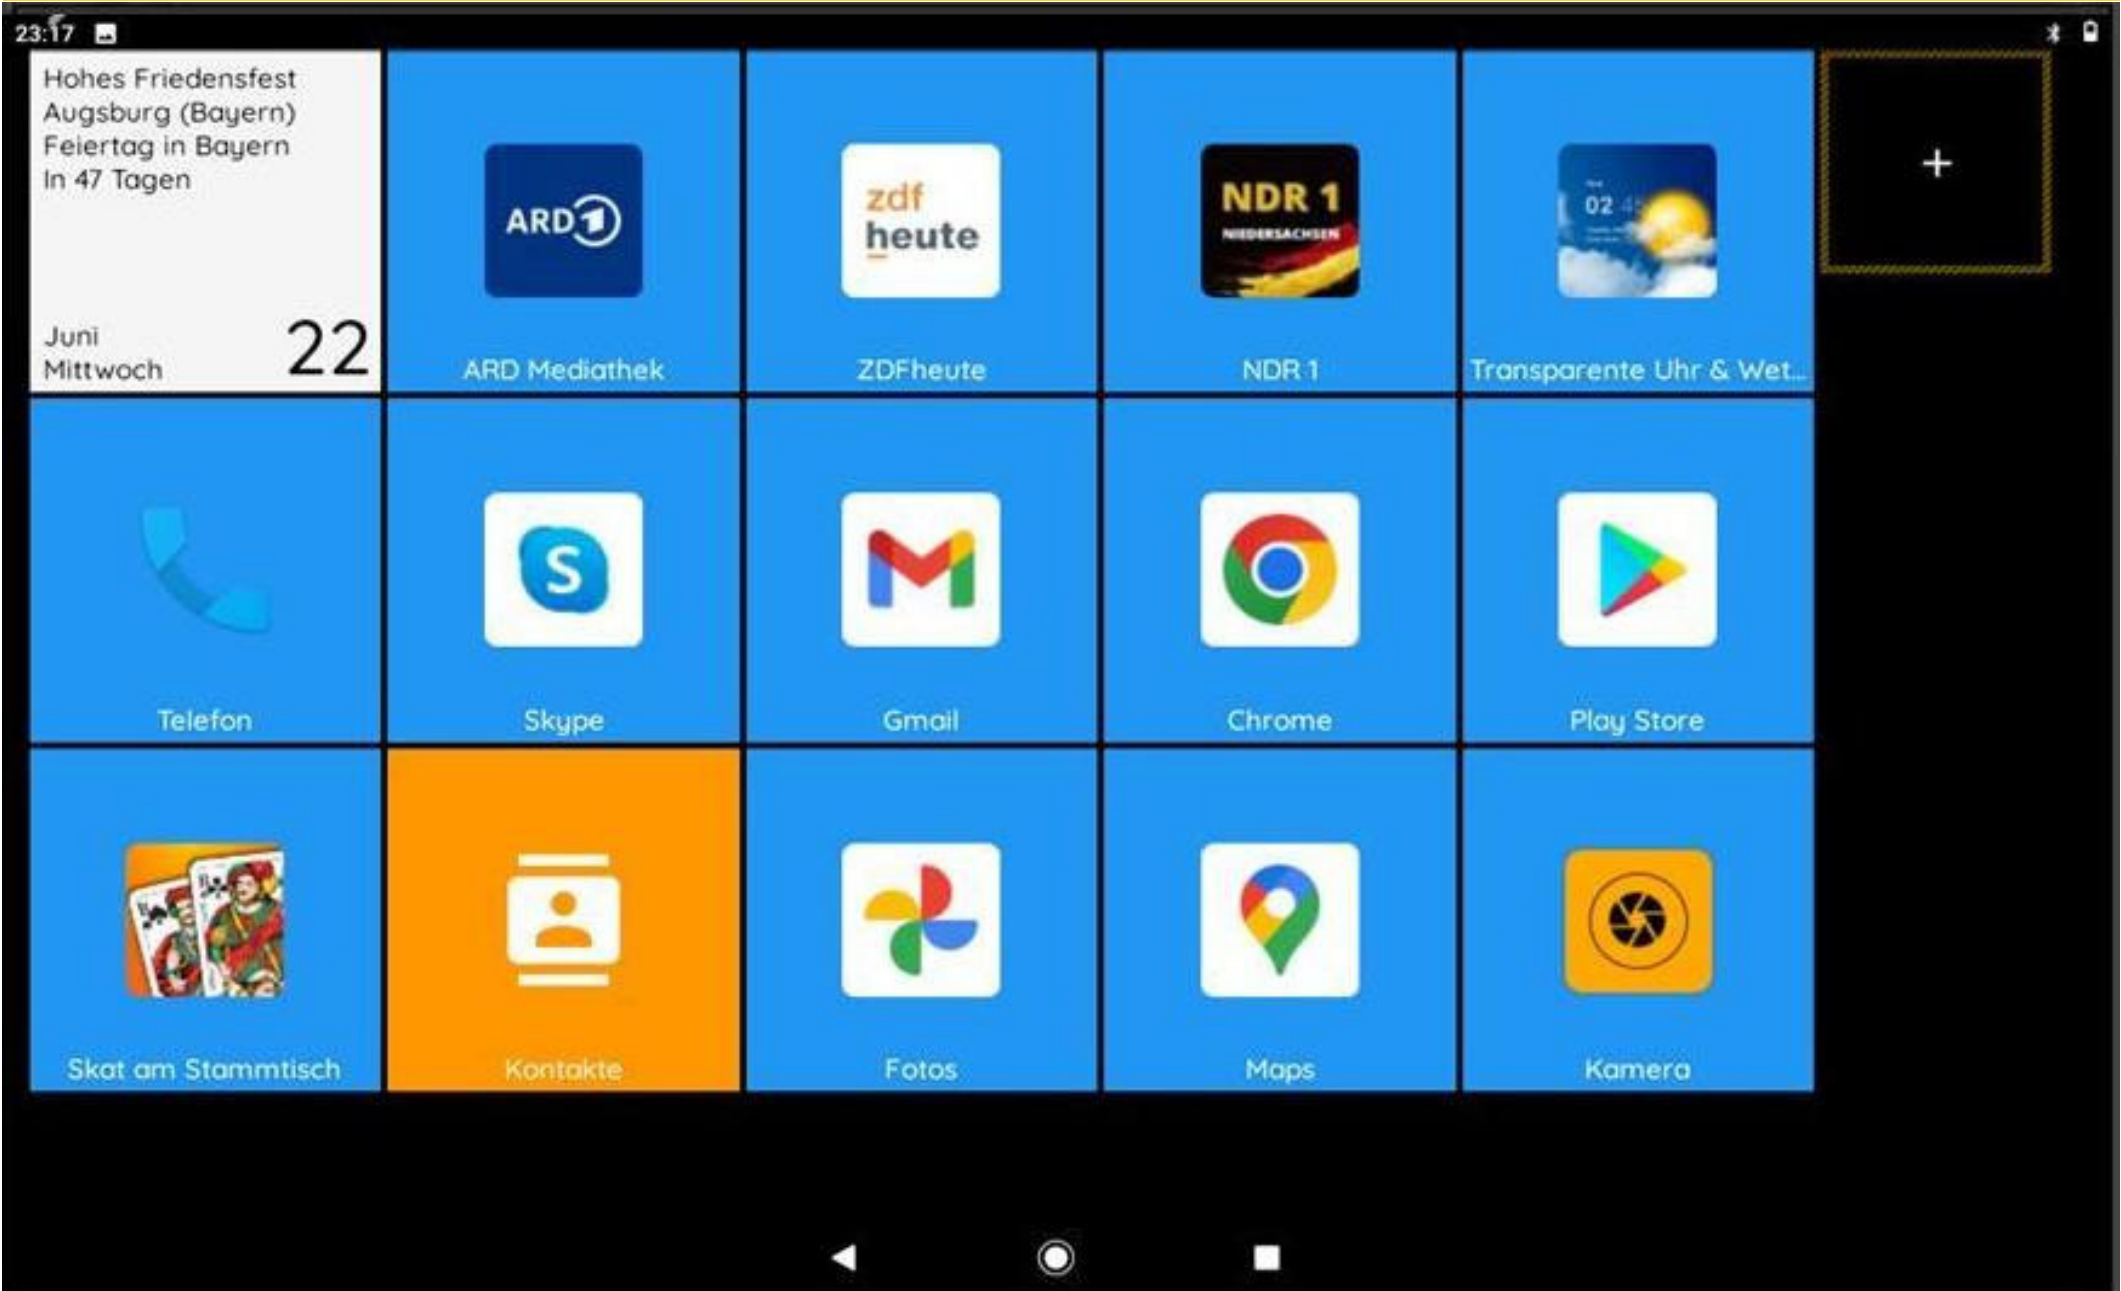 23:17
Hohes Friedensfest
Augsburg (Bayern)
Feiertag in Bayern
In 47 Tagen
Juni
Mittwoch
22
ARD 1
ARD Mediathek
zdf
heute
ZDFheute
NDR 1
NIEDERSACHSEN
NDR 1
02 45
Transparente Uhr & Wet...
Telefon
S
Skype
Gmail
Chrome
Play Store
Skat am Stammtisch
Kontakte
Fotos
Maps
Kamera